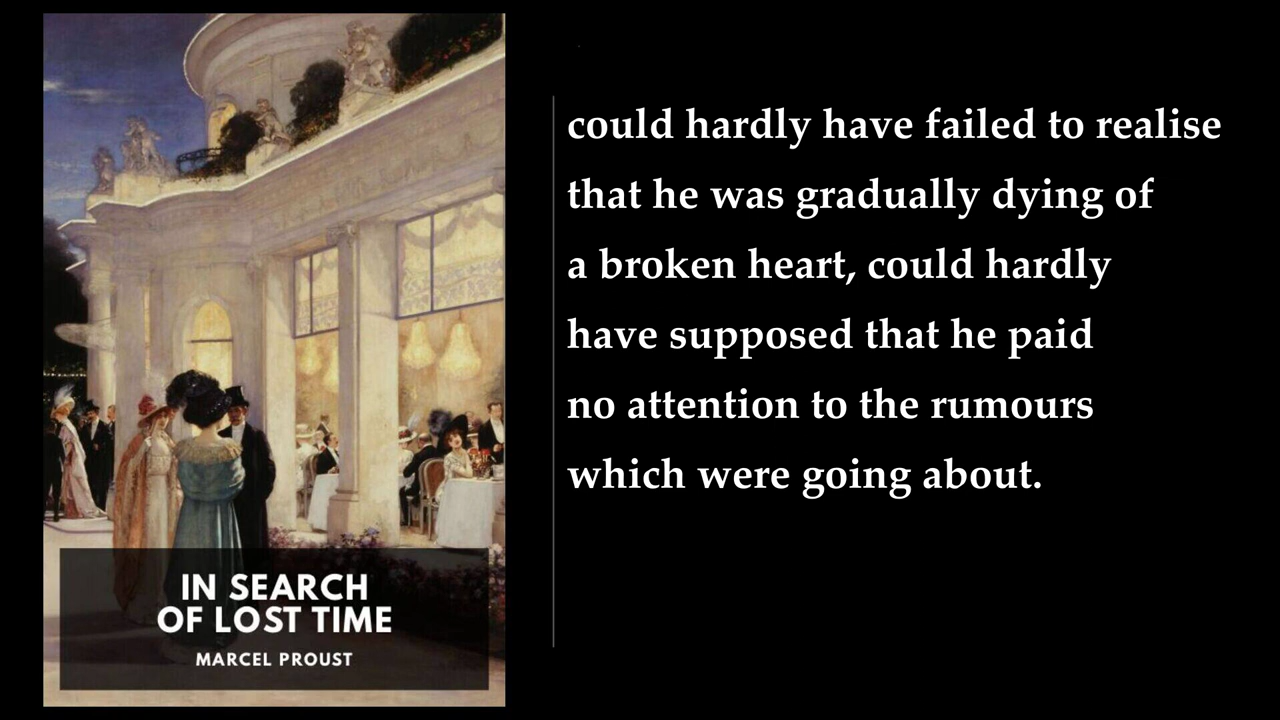 could hardly have failed to realise
that he was gradually dying of
a broken heart, could hardly
have supposed that he paid
no attention to the rumours
which were going about.
IN SEARCH
OF LOST TIME
MARCEL PROUST